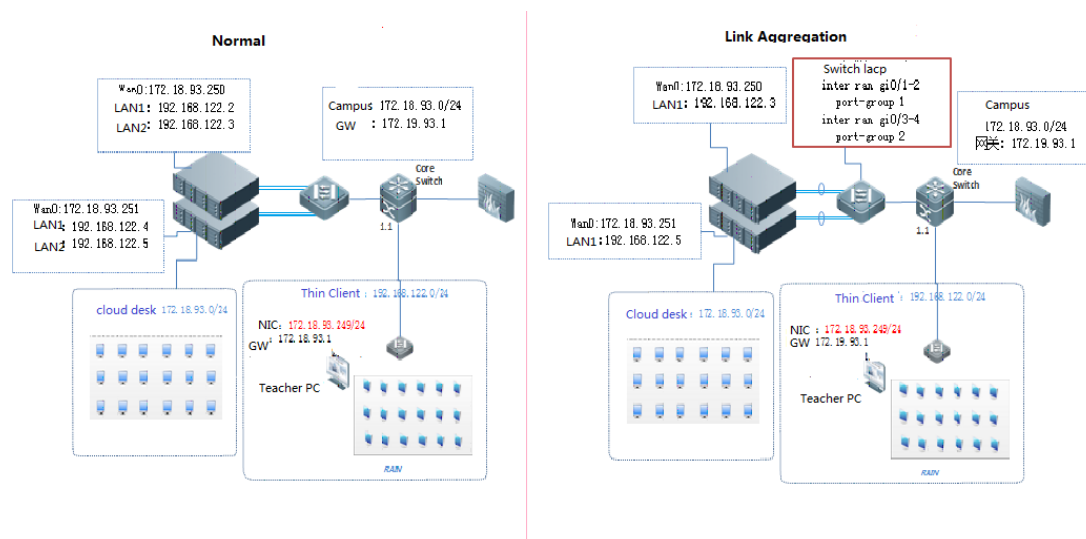 Normal
Wan0:172.18.93.250
LAN1: 192.168.122.2
LAN2: 192.168.122.3
Campus 172.18.93.0/24
GW : 172.19.93.1
Core
Switch
Wan0:172.18.93.251
LAN1: 192.168.122.4
LAN2: 192.168.122.5
1.1
cloud desk 172.18.93.0/24
Thin Client : 192.168.122.0/24
NIC: 172.18.93.249/24
GW: 172.18.93.1
Teacher PC
RAIN
Link Aggregation
Wan0:172.18.93.250
LAN1: 192.168.122.3
Switch lacp
inter ran gi0/1-2
port-group 1
inter ran gi0/3-4
port-group 2
Campus
172.18.93.0/24
网关: 172.19.93.1
Core
Switch
Wan0:172.18.93.251
LAN1:192.168.122.5
1.1
Cloud desk : 172.18.93.0/24
Thin Client : 192.168.122.0/24
NIC : 172.18.93.249/24
GW 172.19.93.1
Teacher PC
RAIN